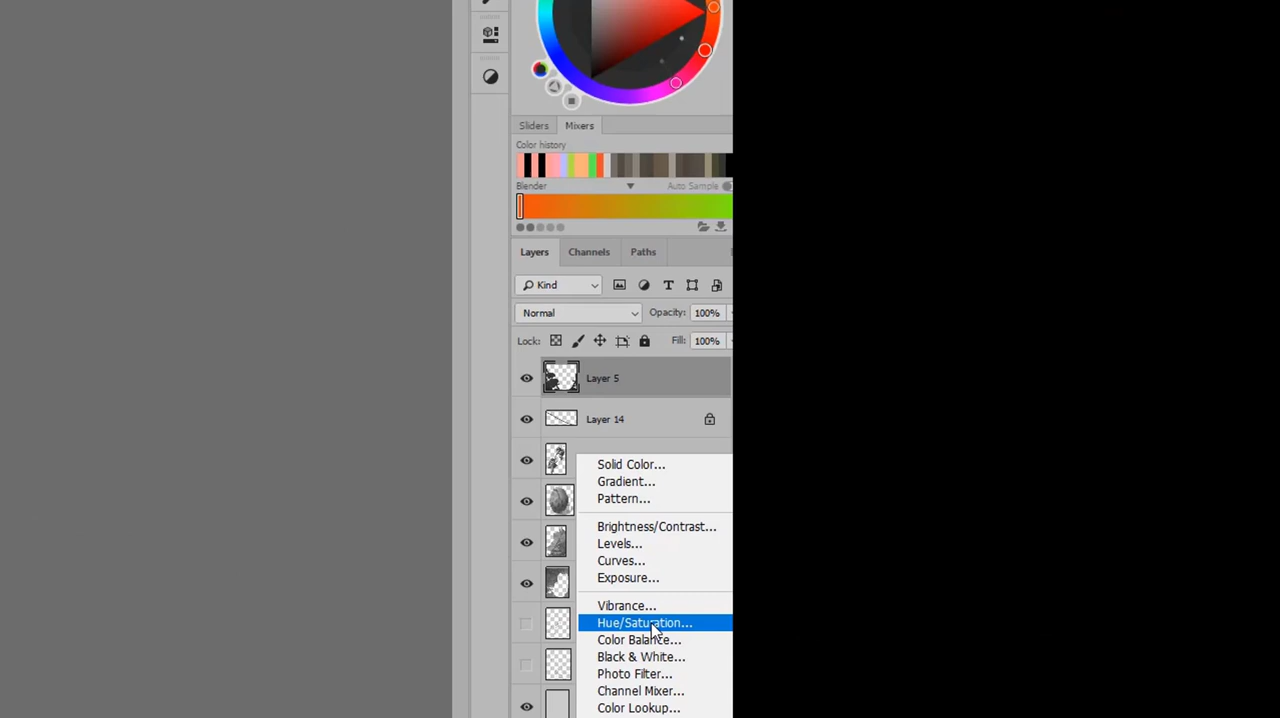 Sliders Mixers
Color history
Blender Auto Sample
Layers Channels Paths
Kind
Normal Opacity: 100%
Lock: Fill: 100%
Layer 5
Layer 14
Solid Color...
Gradient...
Pattern...
Brightness/Contrast...
Levels...
Curves...
Exposure...
Vibrance...
Hue/Saturation...
Color Balance...
Black & White...
Photo Filter...
Channel Mixer...
Color Lookup...